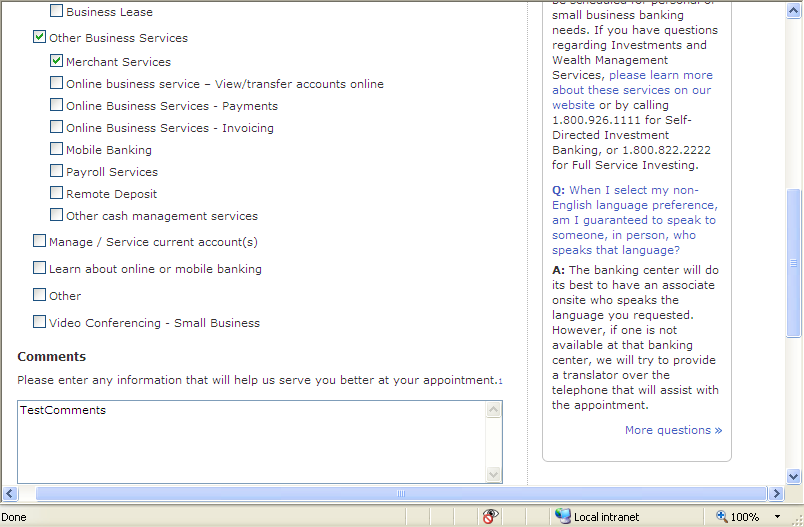 Business Lease
Other Business Services
Merchant Services
Online business service – View/transfer accounts online
Online Business Services - Payments
Online Business Services - Invoicing
Mobile Banking
Payroll Services
Remote Deposit
Other cash management services
Manage / Service current account(s)
Learn about online or mobile banking
Other
Video Conferencing - Small Business
Comments
Please enter any information that will help us serve you better at your appointment.1
TestComments
be scheduled for personal or
small business banking
needs. If you have questions
regarding Investments and
Wealth Management
Services, please learn more
about these services on our
website or by calling
1.800.926.1111 for Self-
Directed Investment
Banking, or 1.800.822.2222
for Full Service Investing.
Q: When I select my non-
English language preference,
am I guaranteed to speak to
someone, in person, who
speaks that language?
A: The banking center will do
its best to have an associate
onsite who speaks the
language you requested.
However, if one is not
available at that banking
center, we will try to provide
a translator over the
telephone that will assist with
the appointment.
More questions »
Done
Local intranet
100%